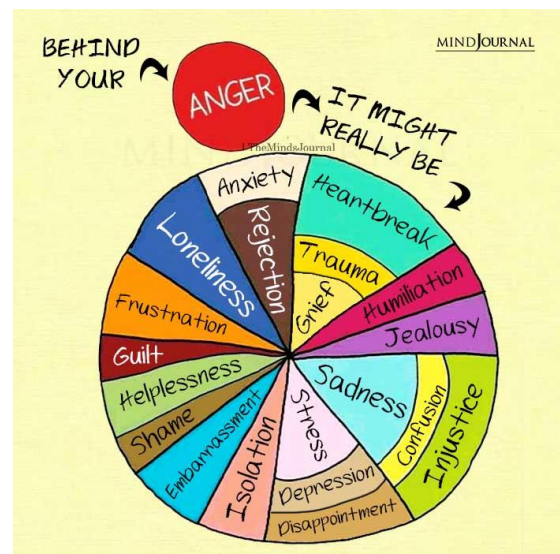 BEHIND
YOUR
ANGER
MINDJOURNAL
IT MIGHT
REALLY BE
TheMindsJournal
Anxiety
Rejection
Heartbreak
Trauma
Grief
Humiliation
Jealousy
Sadness
Confusion
Injustice
Stress
Depression
Disappointment
Isolation
Embarrassment
Shame
Helplessness
Guilt
Frustration
Loneliness